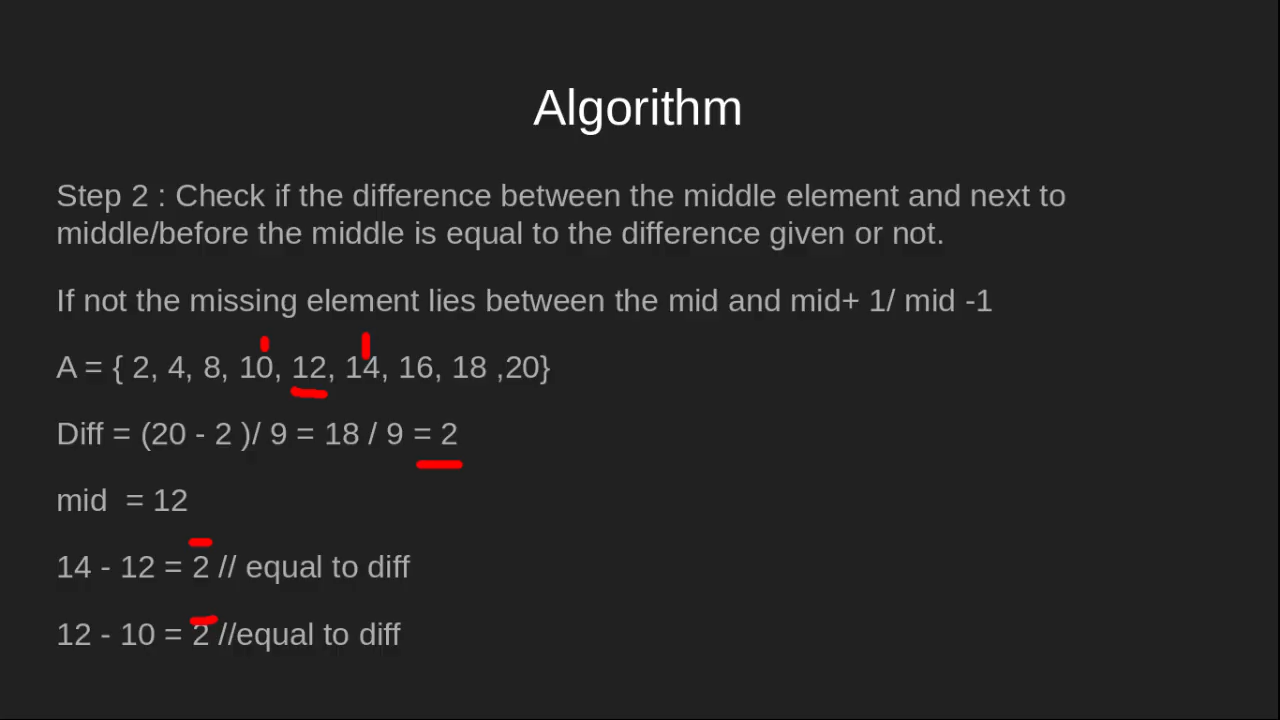 Algorithm
Step 2 : Check if the difference between the middle element and next to
middle/before the middle is equal to the difference given or not.
If not the missing element lies between the mid and mid+ 1/ mid -1
A = { 2, 4, 8, 10, 12, 14, 16, 18 ,20}
Diff = (20 - 2 )/ 9 = 18 / 9 = 2
mid  = 12
14 - 12 = 2 // equal to diff
12 - 10 = 2 //equal to diff